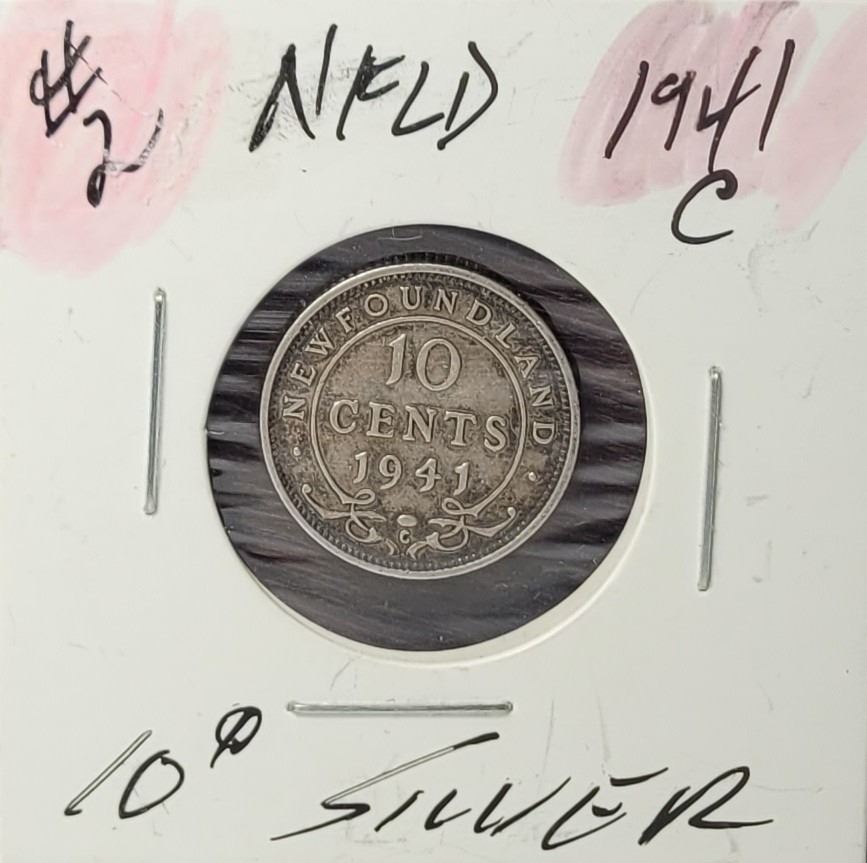 #2 NFLD 1941
C
NEWFOUNDLAND
10
CENTS
1941
C
10¢ SILVER